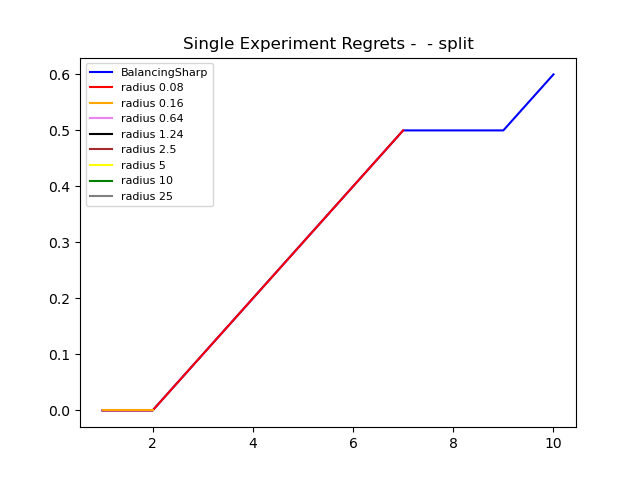 Single Experiment Regrets -  - split
BalancingSharp
radius 0.08
radius 0.16
radius 0.64
radius 1.24
radius 2.5
radius 5
radius 10
radius 25
0.6
0.5
0.4
0.3
0.2
0.1
0.0
2 4 6 8 10